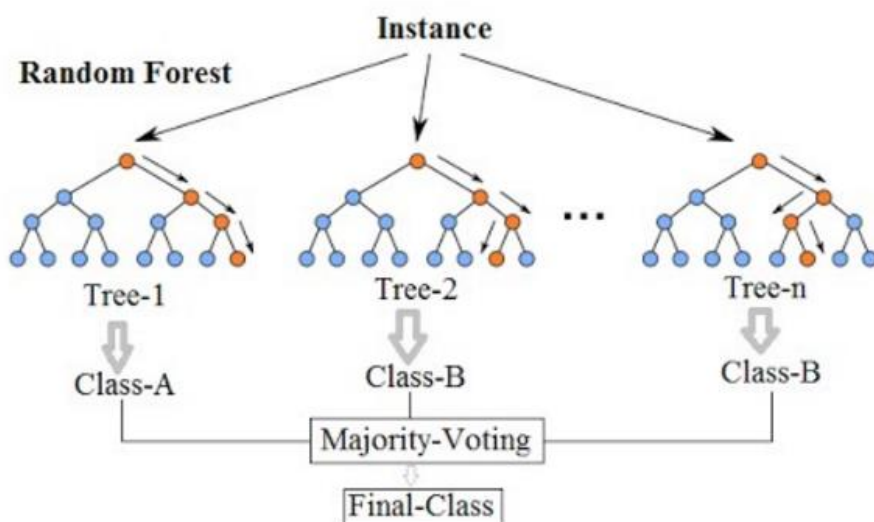 Instance
Random Forest
...
Tree-1
Tree-2
Tree-n
Class-A
Class-B
Class-B
Majority-Voting
Final-Class